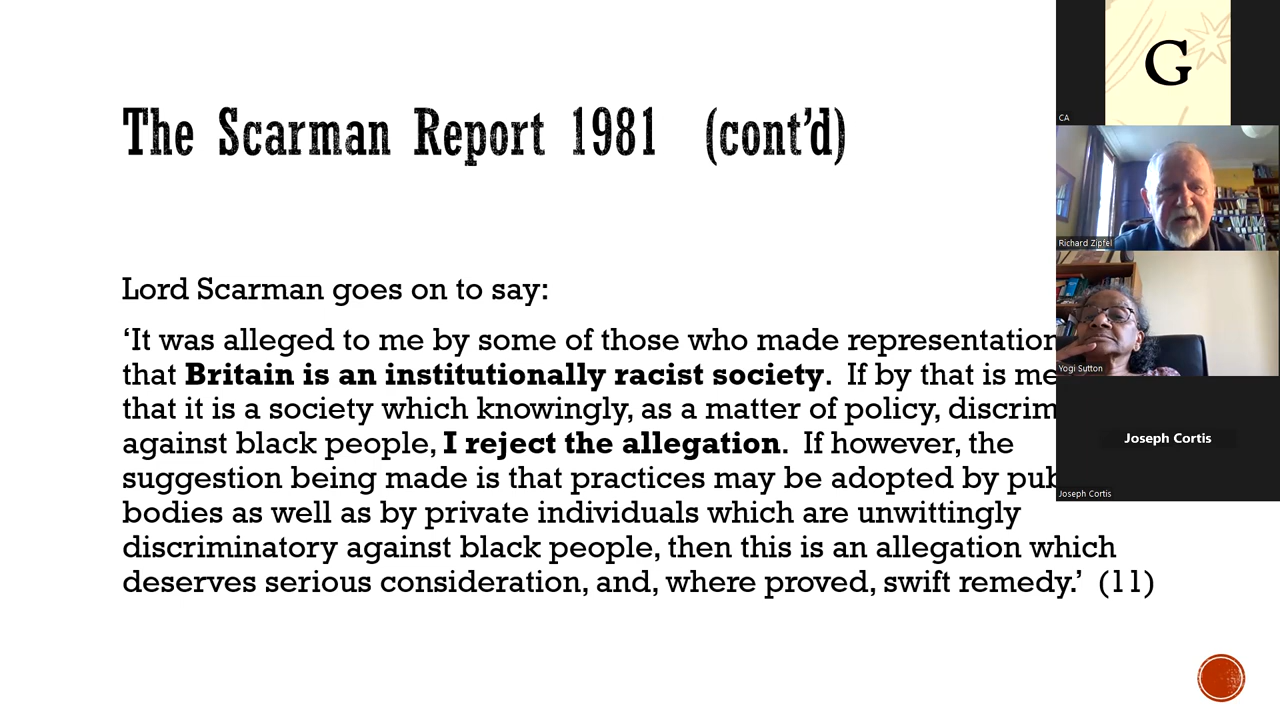 The Scarman Report 1981 (cont’d)
Lord Scarman goes on to say:
‘It was alleged to me by some of those who made representation
that Britain is an institutionally racist society. If by that is me
that it is a society which knowingly, as a matter of policy, discrim
against black people, I reject the allegation. If however, the
suggestion being made is that practices may be adopted by pub
bodies as well as by private individuals which are unwittingly
discriminatory against black people, then this is an allegation which
deserves serious consideration, and, where proved, swift remedy.’ (11)
G
CA
Richard Zipfel
Yogi Sutton
Joseph Cortis
Joseph Cortis